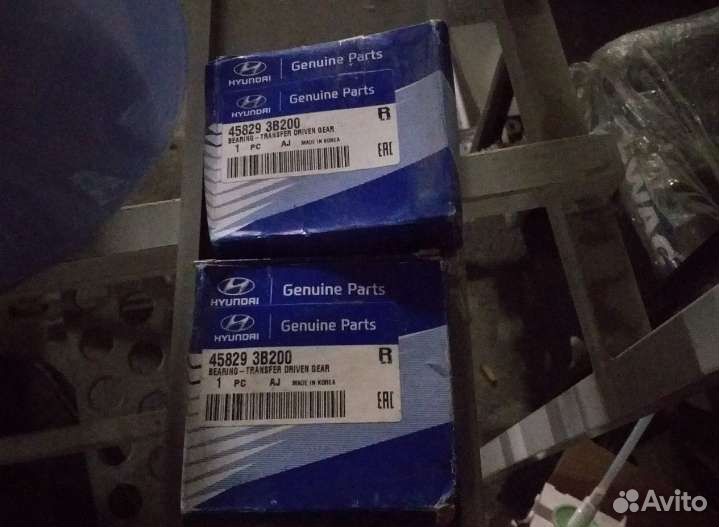 HYUNDAI
Genuine Parts
HYUNDAI
Genuine Parts
45829 3B200
R
BEARING-TRANSFER DRIVEN GEAR
1 PC AJ MADE IN KOREA
EAC
HYUNDAI
Genuine Parts
HYUNDAI
Genuine Parts
45829 3B200
R
BEARING-TRANSFER DRIVEN GEAR
1 PC AJ MADE IN KOREA
EAC
Avito